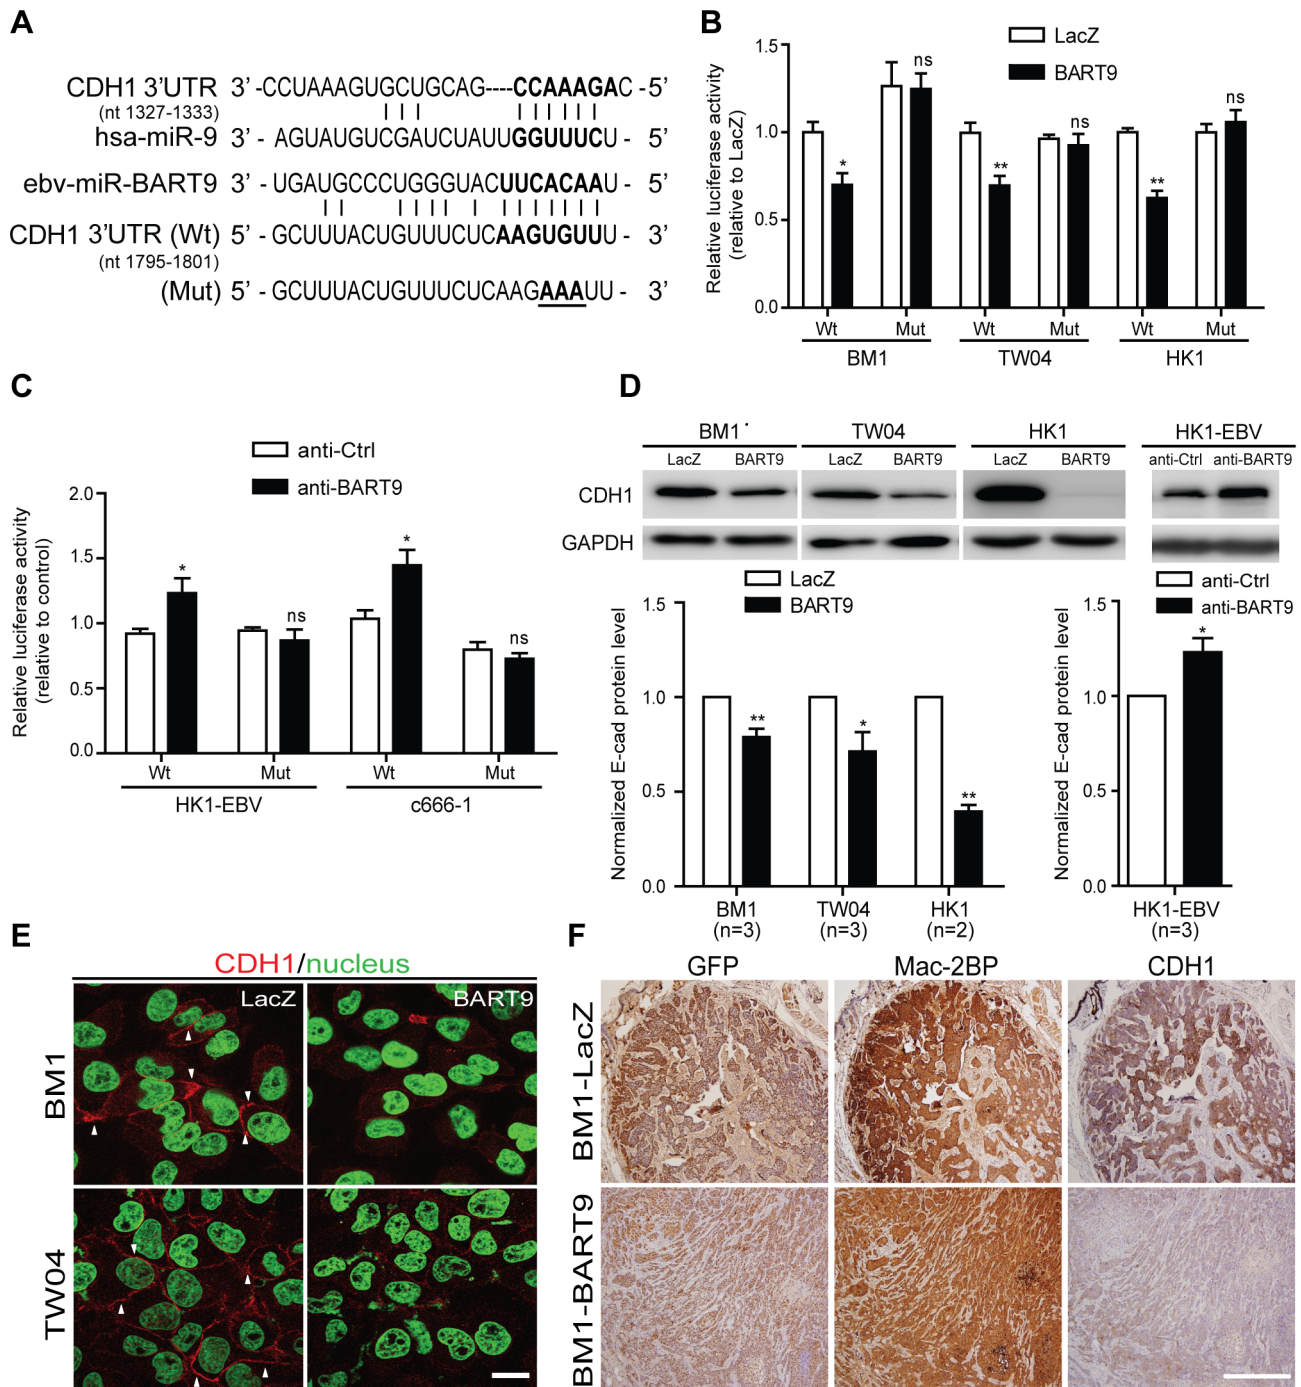 A
CDH1 3'UTR 3' -CCUAAAGUGCUGCAG----CCAAAGAC -5'
(nt 1327-1333)
hsa-miR-9 3' - AGUAUGUCGAUCUAUUGGUUUCU - 5'
ebv-miR-BART9 3' -UGAUGCCCUGGGUACUUCACAAU- 5'
CDH1 3'UTR (Wt) 5' - GCUUUACUGUUUCUCAAGUGUUU - 3'
(nt 1795-1801)
(Mut) 5' - GCUUUACUGUUUCUCAAGAAAUU - 3'
B
LacZ
BART9
Relative luciferase activity
(relative to LacZ)
1.5
1.0
0.5
0.0
* ns ** ns ** ns
Wt Mut Wt Mut Wt Mut
BM1 TW04 HK1
C
anti-Ctrl
anti-BART9
Relative luciferase activity
(relative to control)
2.0
1.5
1.0
0.5
0.0
* ns * ns
Wt Mut Wt Mut
HK1-EBV c666-1
D
BM1 TW04 HK1 HK1-EBV
LacZ BART9 LacZ BART9 LacZ BART9 anti-Ctrl anti-BART9
CDH1
GAPDH
LacZ
BART9
Normalized E-cad protein level
1.5
1.0
0.5
0.0
** * **
BM1 TW04 HK1
(n=3) (n=3) (n=2)
anti-Ctrl
anti-BART9
Normalized E-cad protein level
1.5
1.0
0.5
0.0
*
HK1-EBV
(n=3)
E
CDH1/nucleus
LacZ BART9
BM1
TW04
F
GFP Mac-2BP CDH1
BM1-LacZ
BM1-BART9